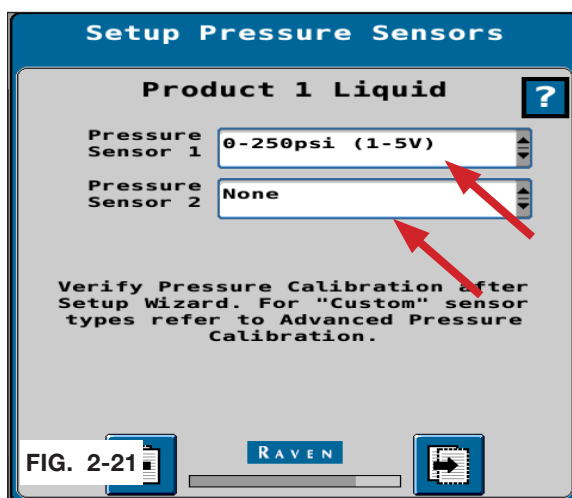 Setup Pressure Sensors
Product 1 Liquid
?
Pressure
Sensor 1
0-250psi (1-5V)
Pressure
Sensor 2
None
Verify Pressure Calibration after
Setup Wizard. For "Custom" sensor
types refer to Advanced Pressure
Calibration.
FIG. 2-21
RAVEN